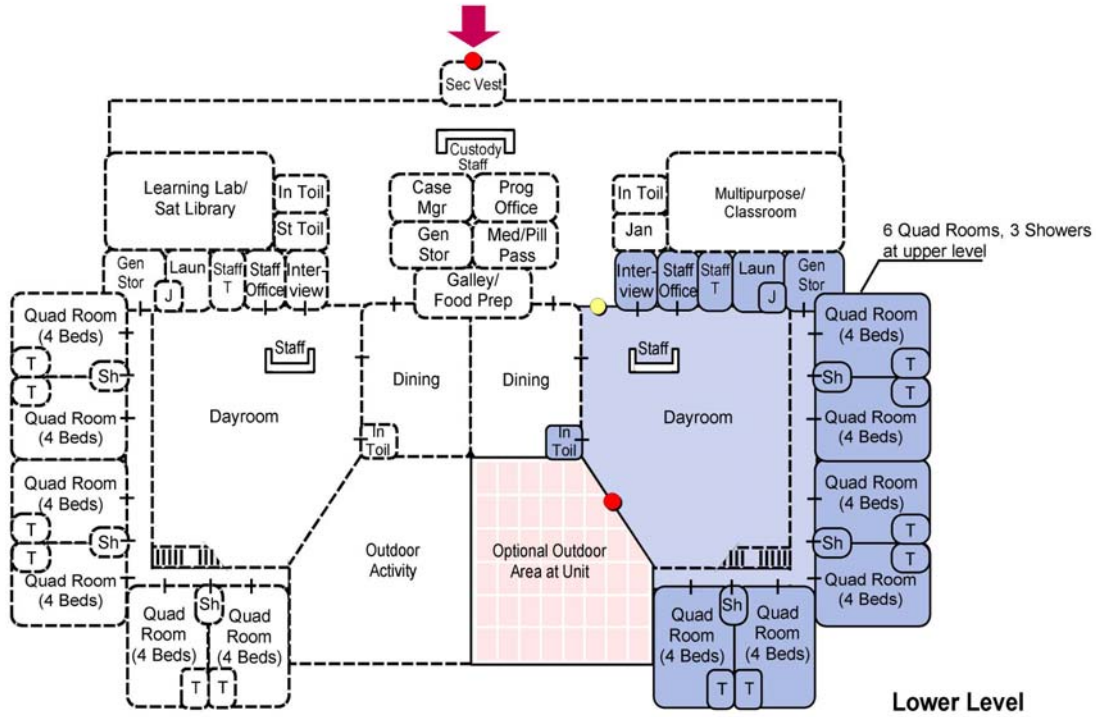 Sec Vest
Custody
Staff
Learning Lab/
Sat Library
In Toil
St Toil
Case
Mgr
Prog
Office
Gen
Stor
Med/Pill
Pass
In Toil
Jan
Multipurpose/
Classroom
6 Quad Rooms, 3 Showers
at upper level
Gen
Stor
Laun
J
Staff
T
Staff
Office
Inter-
view
Galley/
Food Prep
Inter-
view
Staff
Office
Staff
T
Laun
J
Gen
Stor
Quad Room
(4 Beds)
T
Sh
T
Quad Room
(4 Beds)
Quad Room
(4 Beds)
T
Sh
T
Quad Room
(4 Beds)
Staff
Dayroom
Dining
Dining
In
Toil
In
Toil
Staff
Dayroom
Quad Room
(4 Beds)
T
Sh
T
Quad Room
(4 Beds)
Quad Room
(4 Beds)
T
Sh
T
Quad Room
(4 Beds)
Outdoor
Activity
Optional Outdoor
Area at Unit
Quad
Room
(4 Beds)
Sh
Quad
Room
(4 Beds)
T
T
Quad
Room
(4 Beds)
Sh
Quad
Room
(4 Beds)
T
T
Lower Level